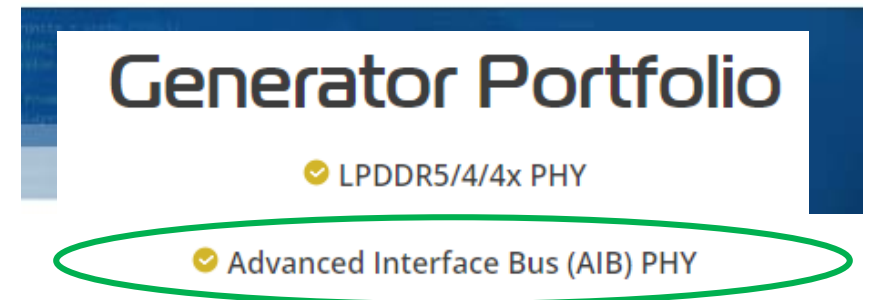 Generator Portfolio
LPDDR5/4/4x PHY
Advanced Interface Bus (AIB) PHY